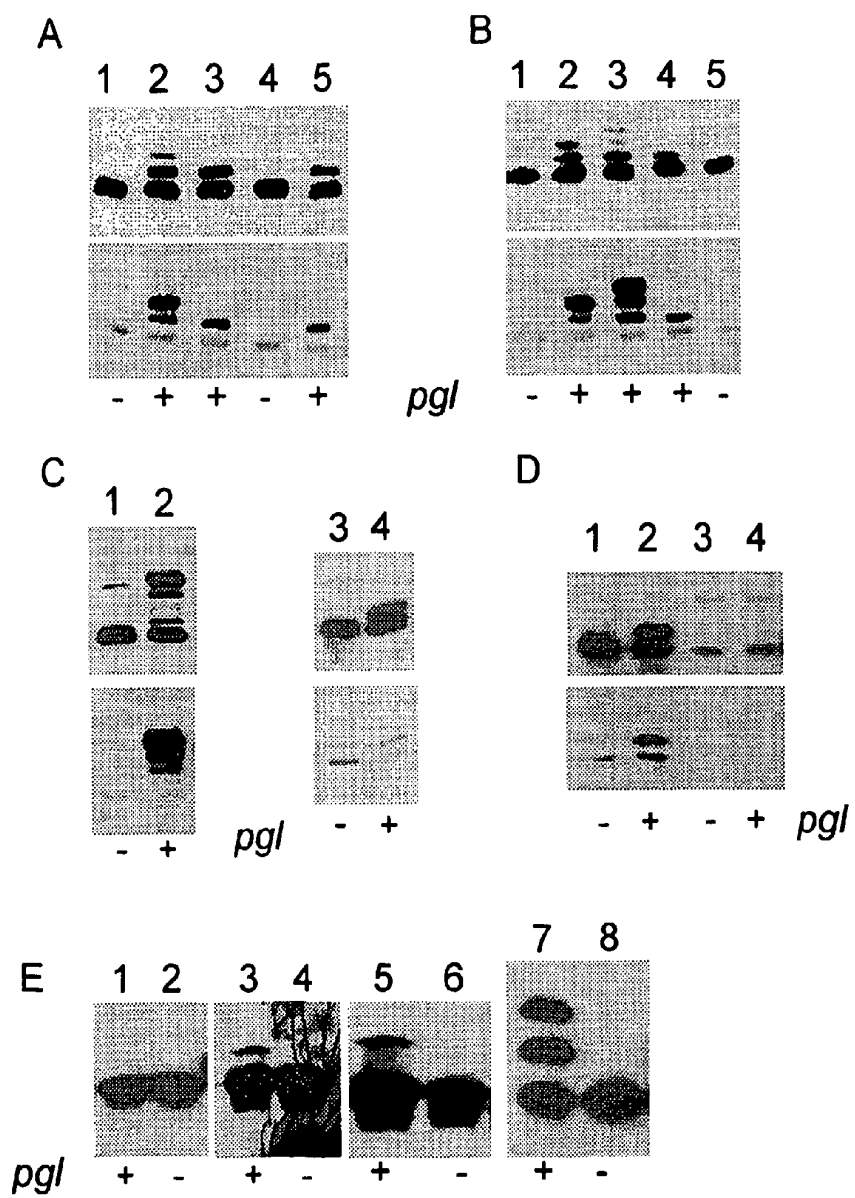 A
1 2 3 4 5
- + + - +
pgl
B
1 2 3 4 5
- + + + -
C
1 2
- +
pgl
3 4
- +
D
1 2 3 4
- + - +
pgl
E
1 2 3 4 5 6 7 8
pgl + - + - + - + -